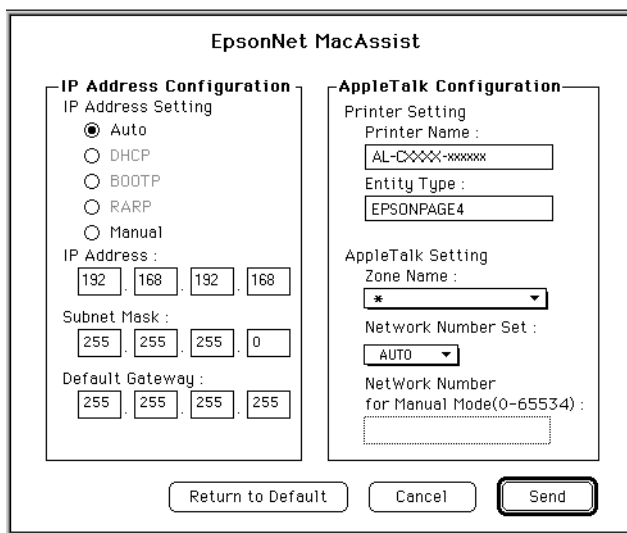 EpsonNet MacAssist
IP Address Configuration
IP Address Setting
Auto
DHCP
BOOTP
RARP
Manual
IP Address :
192 . 168 . 192 . 168
Subnet Mask :
255 . 255 . 255 . 0
Default Gateway :
255 . 255 . 255 . 255
AppleTalk Configuration
Printer Setting
Printer Name :
AL-CXXXX-xxxxxx
Entity Type :
EPSONPAGE4
AppleTalk Setting
Zone Name :
*
Network Number Set :
AUTO
NetWork Number
for Manual Mode(0-65534) :
Return to Default
Cancel
Send